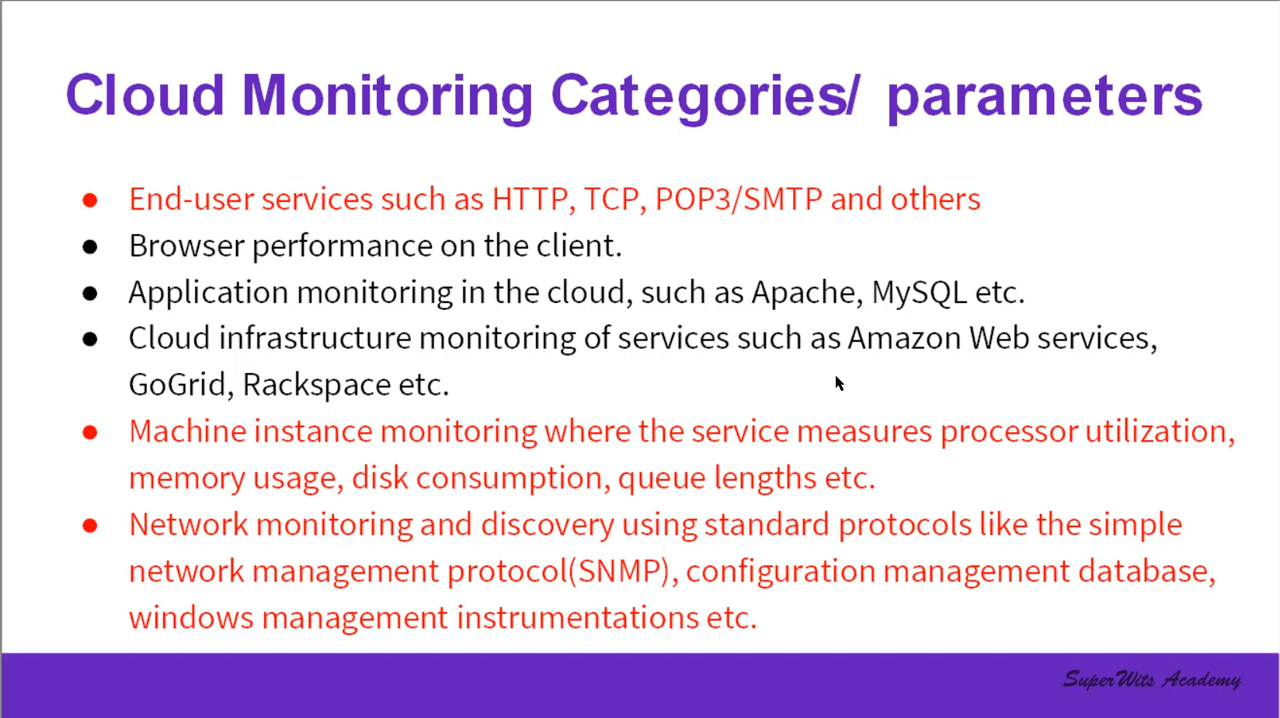 Cloud Monitoring Categories/ parameters
● End-user services such as HTTP, TCP, POP3/SMTP and others
● Browser performance on the client.
● Application monitoring in the cloud, such as Apache, MySQL etc.
● Cloud infrastructure monitoring of services such as Amazon Web services,
GoGrid, Rackspace etc.
● Machine instance monitoring where the service measures processor utilization,
memory usage, disk consumption, queue lengths etc.
● Network monitoring and discovery using standard protocols like the simple
network management protocol(SNMP), configuration management database,
windows management instrumentations etc.
SuperWits Academy